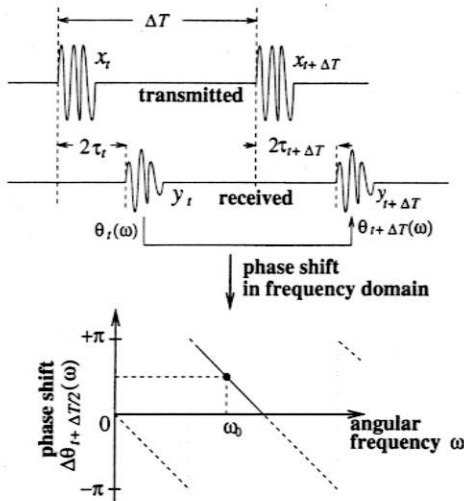 ΔT
x_t
x_{t+ΔT}
transmitted
2τ_t
2τ_{t+ΔT}
y_t
received
y_{t+ΔT}
θ_t(ω)
θ_{t+ΔT}(ω)
phase shift
in frequency domain
phase shift
Δθ_{t+ΔT/2}(ω)
+π
0
−π
ω_0
angular
frequency ω